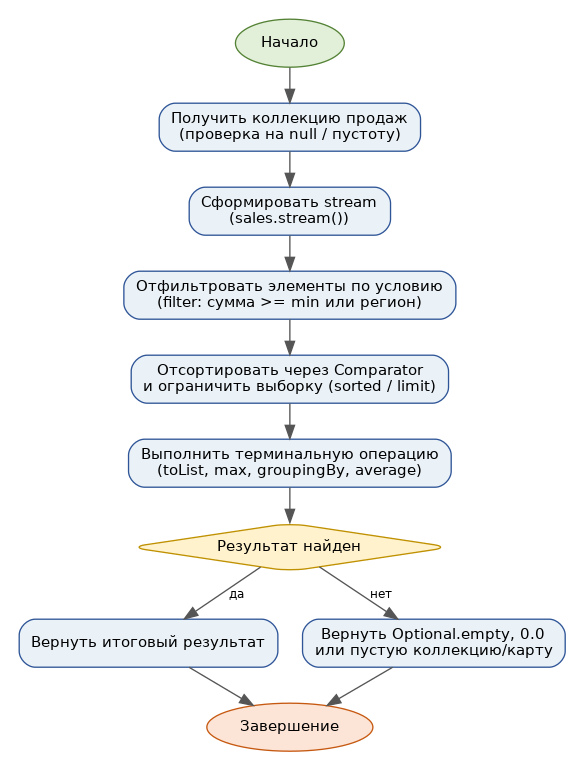 Начало
Получить коллекцию продаж
(проверка на null / пустоту)
Сформировать stream
(sales.stream())
Отфильтровать элементы по условию
(filter: сумма >= min или регион)
Отсортировать через Comparator
и ограничить выборку (sorted / limit)
Выполнить терминальную операцию
(toList, max, groupingBy, average)
Результат найден
да
нет
Вернуть итоговый результат
Вернуть Optional.empty, 0.0
или пустую коллекцию/карту
Завершение